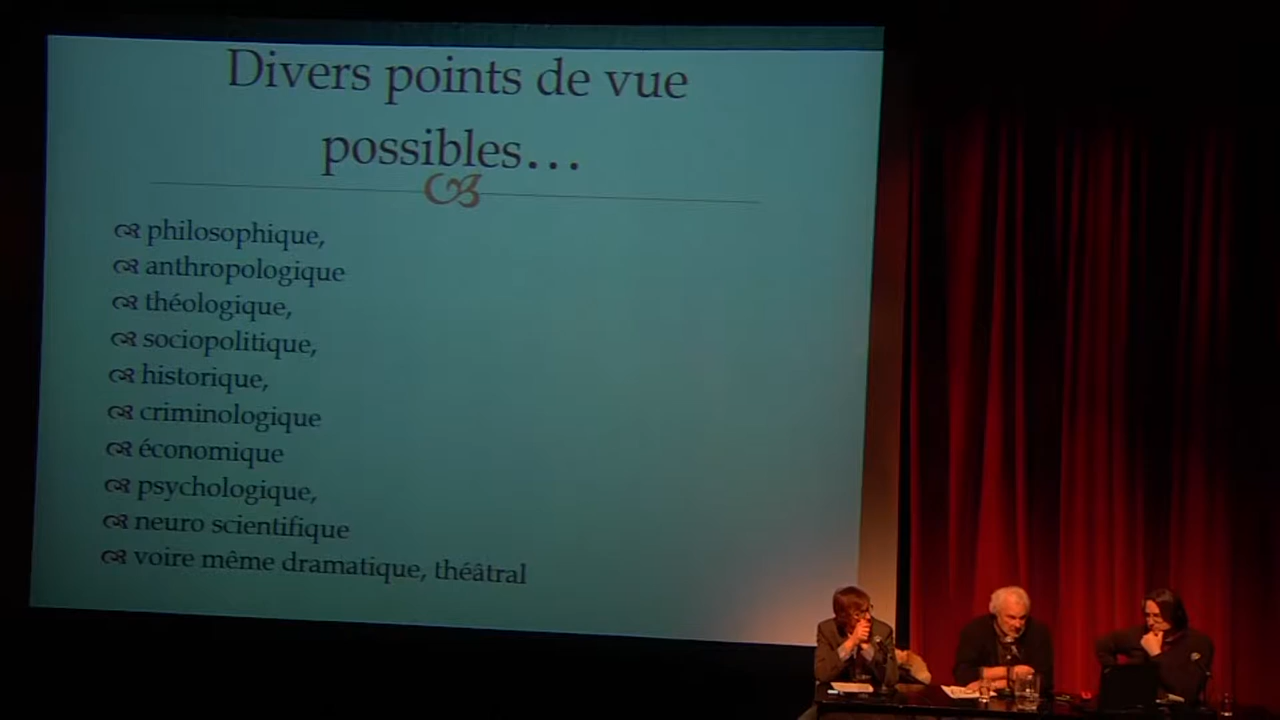 Divers points de vue
possibles…
philosophique,
anthropologique
théologique,
sociopolitique,
historique,
criminologique
économique
psychologique,
neuro scientifique
voire même dramatique, théâtral